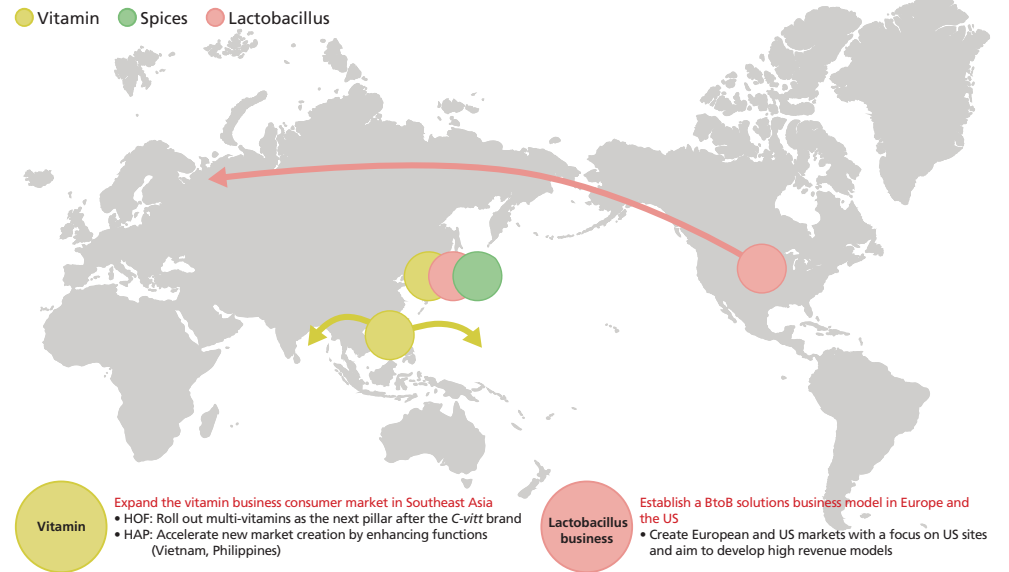 Vitamin Spices Lactobacillus
Vitamin
Expand the vitamin business consumer market in Southeast Asia
• HOF: Roll out multi-vitamins as the next pillar after the C-vitt brand
• HAP: Accelerate new market creation by enhancing functions
(Vietnam, Philippines)
Lactobacillus
business
Establish a BtoB solutions business model in Europe and
the US
• Create European and US markets with a focus on US sites
and aim to develop high revenue models